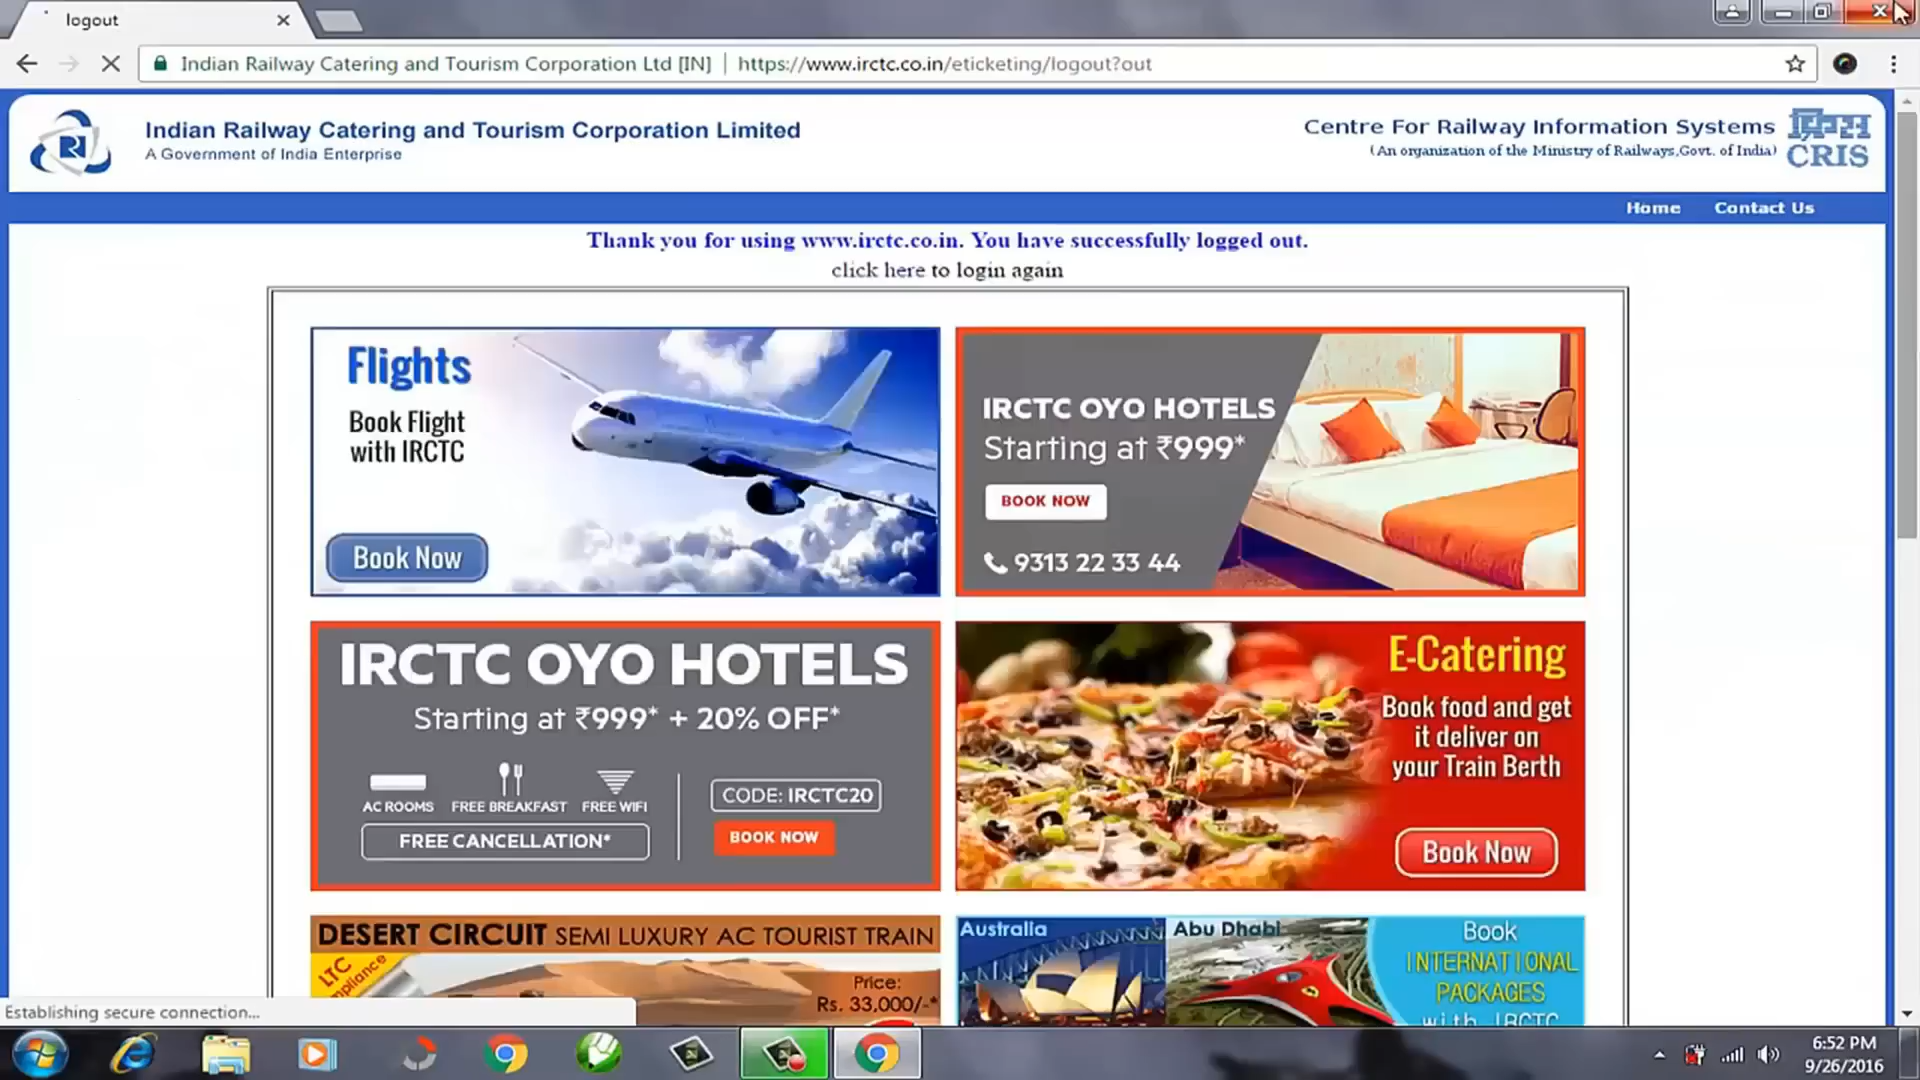 logout
Indian Railway Catering and Tourism Corporation Ltd [IN] | https://www.irctc.co.in/eticketing/logout?out
Indian Railway Catering and Tourism Corporation Limited
A Government of India Enterprise
Centre For Railway Information Systems
(An organization of the Ministry of Railways,Govt. of India)
क्रिस
CRIS
Home Contact Us
Thank you for using www.irctc.co.in. You have successfully logged out.
click here to login again
Flights
Book Flight
with IRCTC
Book Now
IRCTC OYO HOTELS
Starting at ₹999*
BOOK NOW
9313 22 33 44
IRCTC OYO HOTELS
Starting at ₹999* + 20% OFF*
AC ROOMS FREE BREAKFAST FREE WIFI
FREE CANCELLATION*
CODE: IRCTC20
BOOK NOW
E-Catering
Book food and get
it deliver on
your Train Berth
Book Now
DESERT CIRCUIT SEMI LUXURY AC TOURIST TRAIN
LTC
Price:
Rs. 33,000/-*
Australia
Abu Dhabi
Book
INTERNATIONAL
PACKAGES
with IRCTC
Establishing secure connection...
6:52 PM
9/26/2016